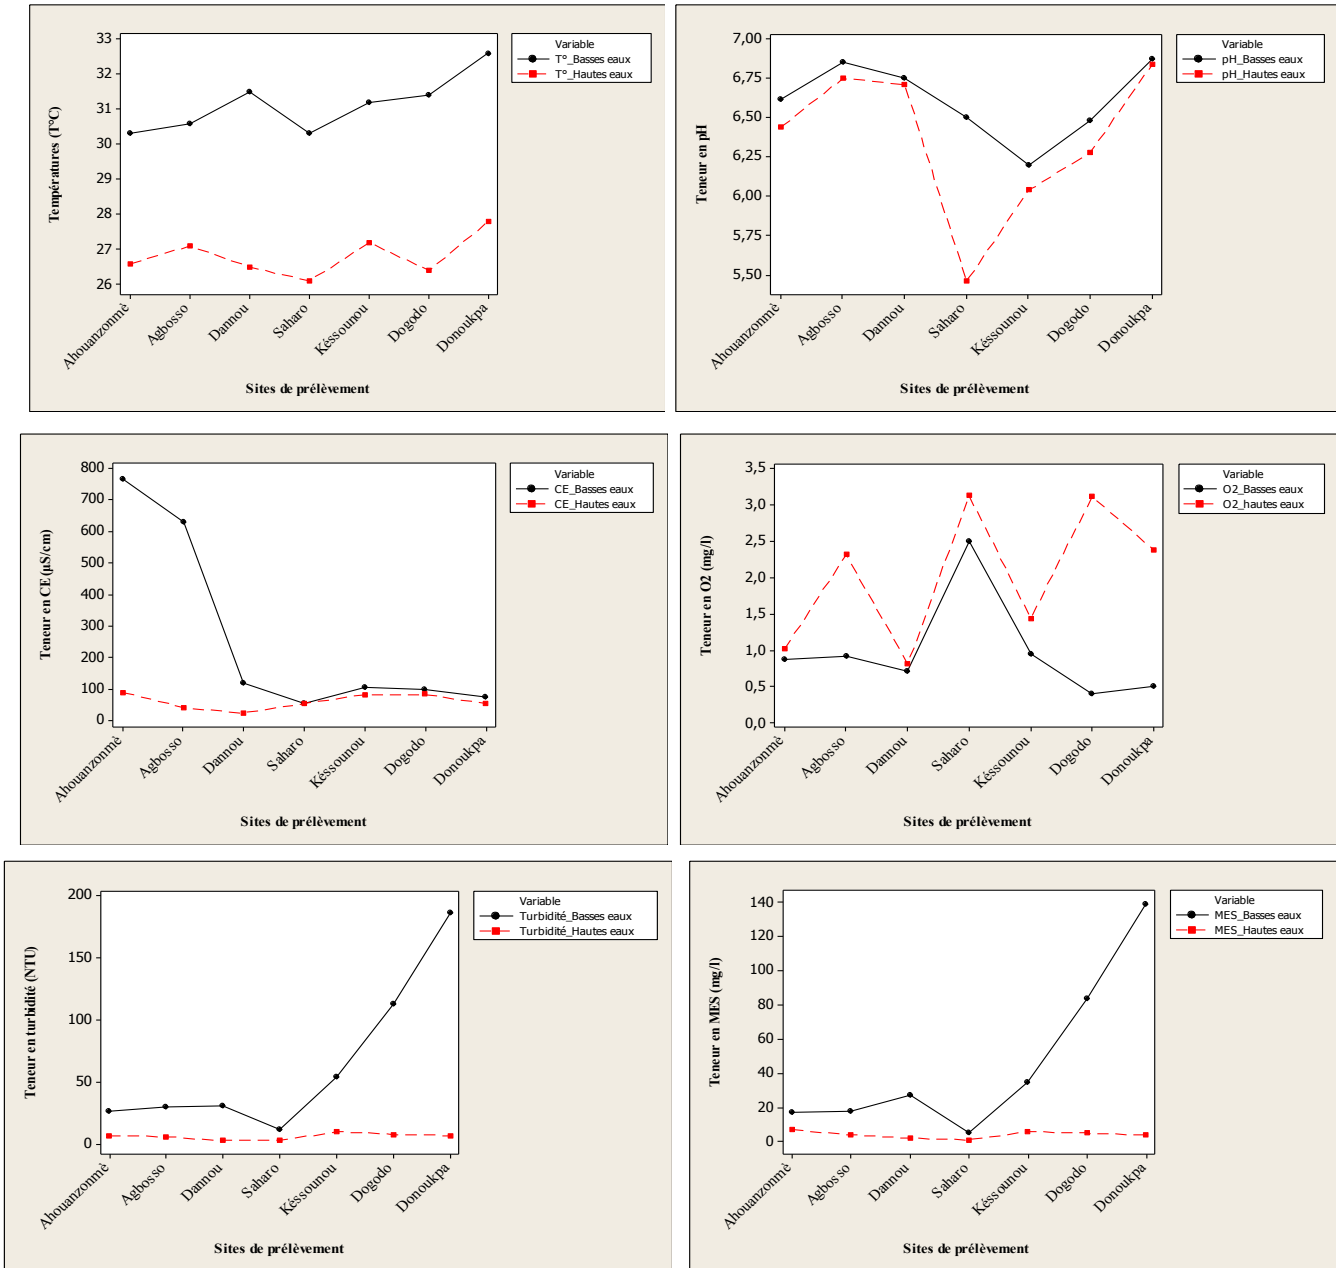 33
32
31
30
29
28
27
26
Températures (T°C)
Ahouanzonmè
Agbosso
Dannou
Saharo
Késsounou
Dogodo
Donoukpa
Sites de prélèvement
Variable
T°_Basses eaux
T°_Hautes eaux
7,00
6,75
6,50
6,25
6,00
5,75
5,50
Teneur en pH
Ahouanzonmè
Agbosso
Dannou
Saharo
Késsounou
Dogodo
Donoukpa
Sites de prélèvement
Variable
pH_Basses eaux
pH_Hautes eaux
800
700
600
500
400
300
200
100
0
Teneur en CE (µS/cm)
Ahouanzonmè
Agbosso
Dannou
Saharo
Késsounou
Dogodo
Donoukpa
Sites de prélèvement
Variable
CE_Basses eaux
CE_Hautes eaux
3,5
3,0
2,5
2,0
1,5
1,0
0,5
0,0
Teneur en O2 (mg/l)
Ahouanzonmè
Agbosso
Dannou
Saharo
Késsounou
Dogodo
Donoukpa
Sites de prélèvement
Variable
O2_Basses eaux
O2_hautes eaux
200
150
100
50
0
Teneur en turbidité (NTU)
Ahouanzonmè
Agbosso
Dannou
Saharo
Késsounou
Dogodo
Donoukpa
Sites de prélèvement
Variable
Turbidité_Basses eaux
Turbidité_Hautes eaux
140
120
100
80
60
40
20
0
Teneur en MES (mg/l)
Ahouanzonmè
Agbosso
Dannou
Saharo
Késsounou
Dogodo
Donoukpa
Sites de prélèvement
Variable
MES_Basses eaux
MES_Hautes eaux